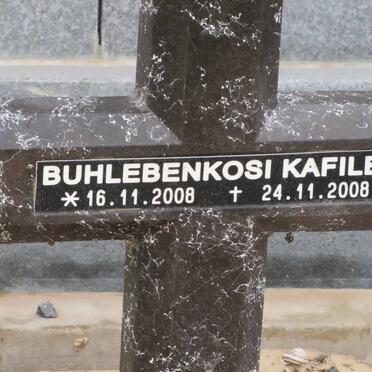 BUHLEBENKOSI KAFILE
* 16.11.2008 † 24.11.2008